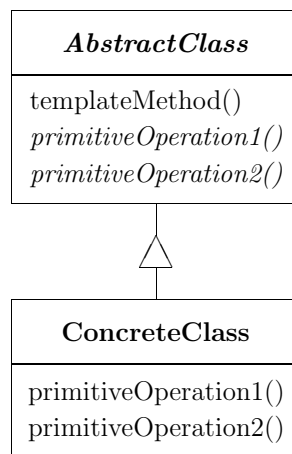 AbstractClass
templateMethod()
primitiveOperation1()
primitiveOperation2()
ConcreteClass
primitiveOperation1()
primitiveOperation2()